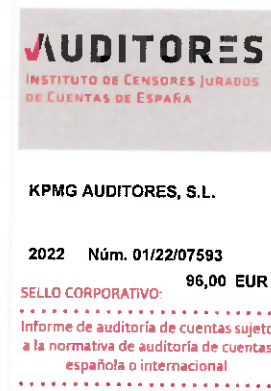 AUDITORES
INSTITUTO DE CENSORES JURADOS
DE CUENTAS DE ESPAÑA
KPMG AUDITORES, S.L.
2022 Núm. 01/22/07593
96,00 EUR
SELLO CORPORATIVO:
Informe de auditoría de cuentas sujeto
a la normativa de auditoría de cuentas
española o internacional